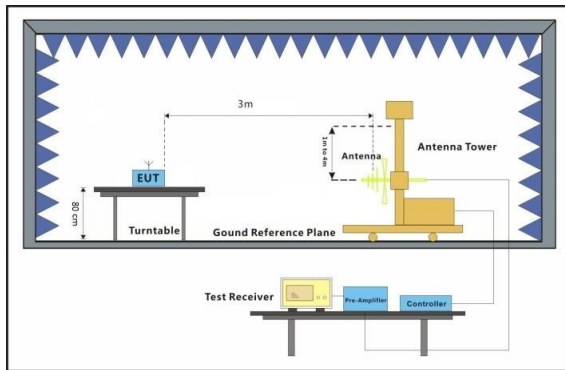 3m
1m to 4m
Antenna
Antenna Tower
EUT
80 cm
Turntable
Gound Reference Plane
Test Receiver
Pre-Amplifier
Controller